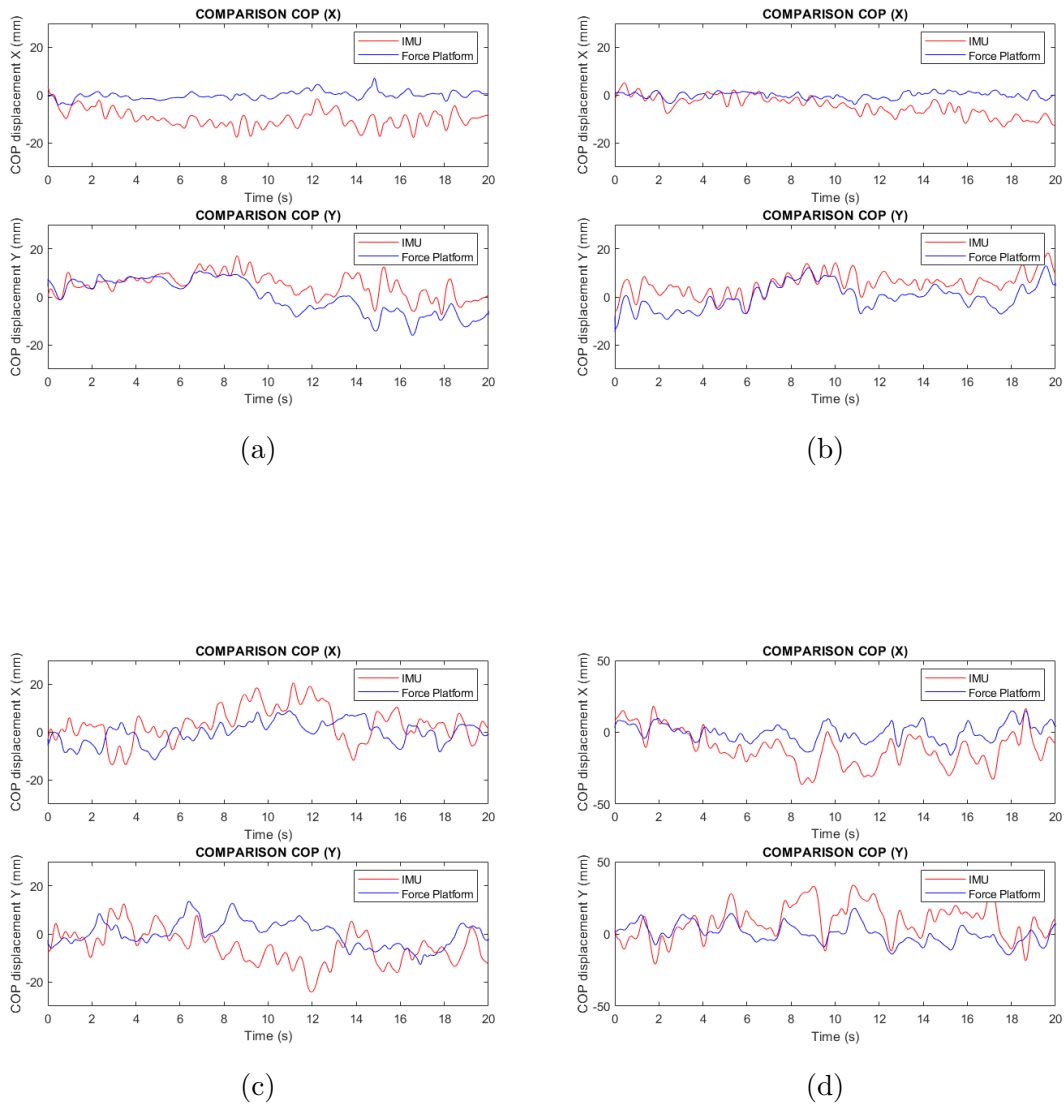 COMPARISON COP (X)
COP displacement X (mm)
20
0
-20
IMU
Force Platform
0 2 4 6 8 10 12 14 16 18 20
Time (s)
COMPARISON COP (Y)
COP displacement Y (mm)
20
0
-20
IMU
Force Platform
0 2 4 6 8 10 12 14 16 18 20
Time (s)
(a)
COMPARISON COP (X)
COP displacement X (mm)
20
0
-20
IMU
Force Platform
0 2 4 6 8 10 12 14 16 18 20
Time (s)
COMPARISON COP (Y)
COP displacement Y (mm)
20
0
-20
IMU
Force Platform
0 2 4 6 8 10 12 14 16 18 20
Time (s)
(b)
COMPARISON COP (X)
COP displacement X (mm)
20
0
-20
IMU
Force Platform
0 2 4 6 8 10 12 14 16 18 20
Time (s)
COMPARISON COP (Y)
COP displacement Y (mm)
20
0
-20
IMU
Force Platform
0 2 4 6 8 10 12 14 16 18 20
Time (s)
(c)
COMPARISON COP (X)
COP displacement X (mm)
50
0
-50
IMU
Force Platform
0 2 4 6 8 10 12 14 16 18 20
Time (s)
COMPARISON COP (Y)
COP displacement Y (mm)
50
0
-50
IMU
Force Platform
0 2 4 6 8 10 12 14 16 18 20
Time (s)
(d)